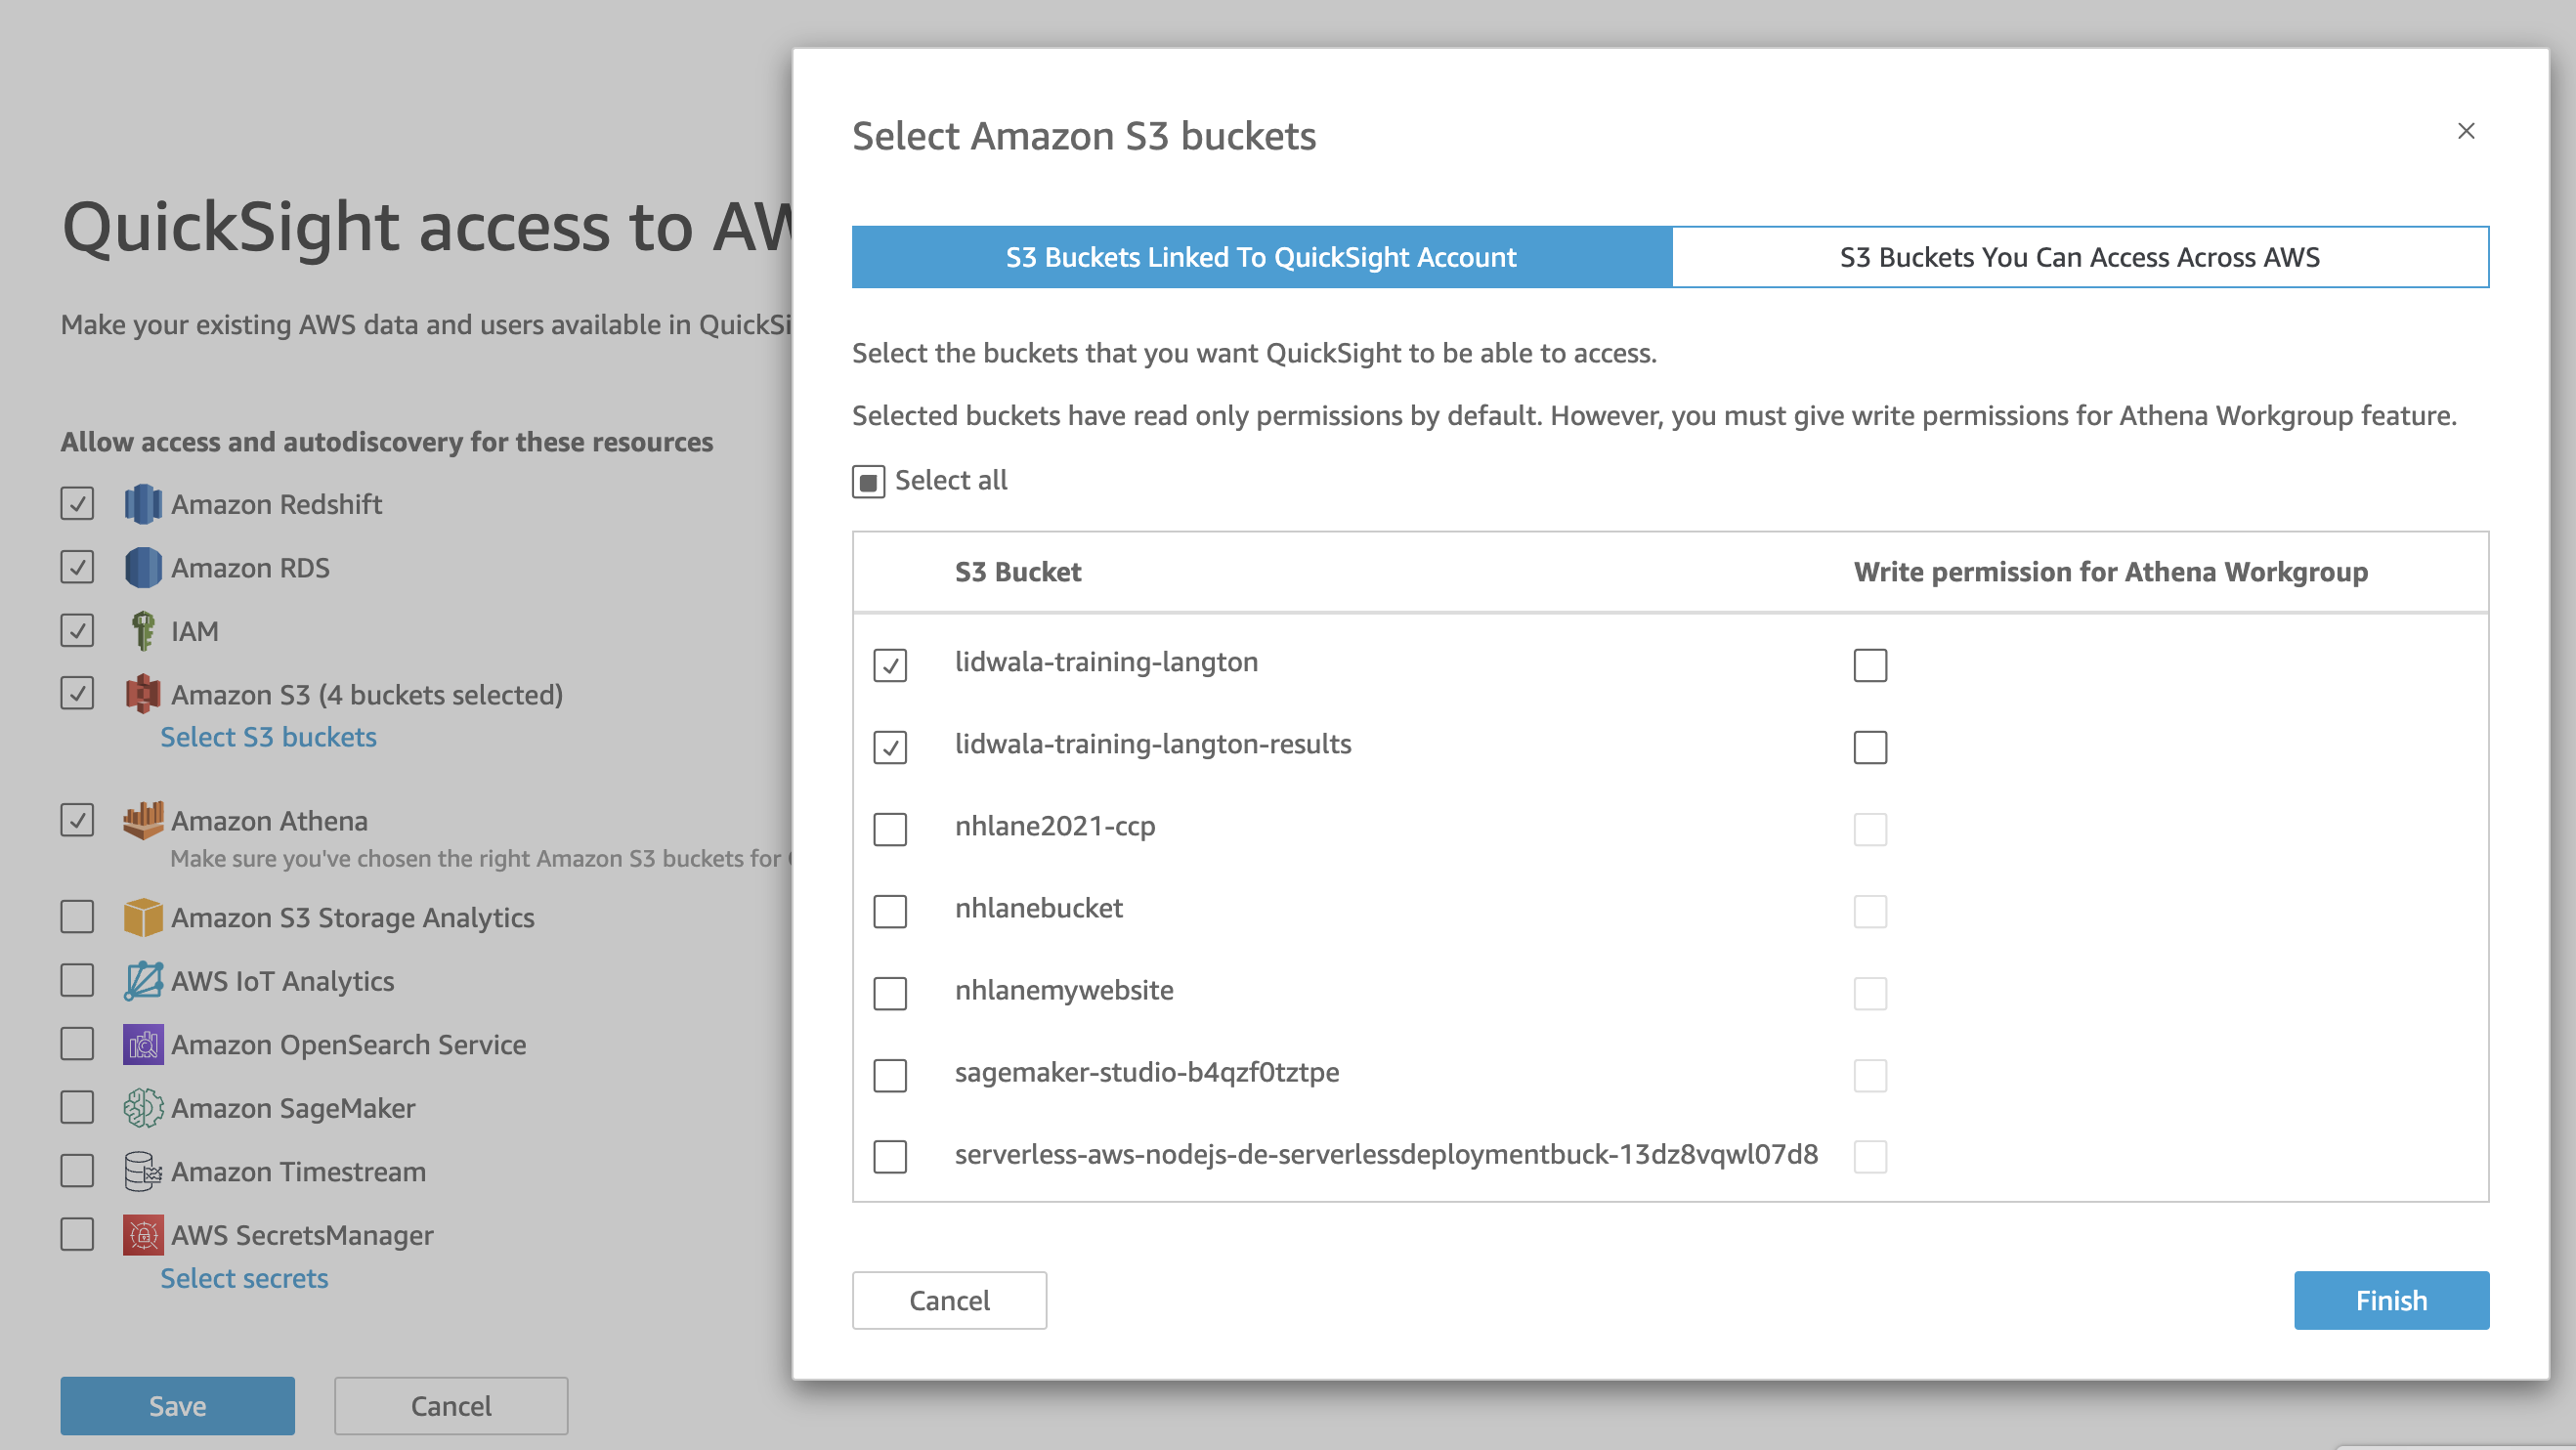 QuickSight access to AW
Make your existing AWS data and users available in QuickSi
Allow access and autodiscovery for these resources
Amazon Redshift
Amazon RDS
IAM
Amazon S3 (4 buckets selected)
Select S3 buckets
Amazon Athena
Make sure you've chosen the right Amazon S3 buckets for
Amazon S3 Storage Analytics
AWS IoT Analytics
Amazon OpenSearch Service
Amazon SageMaker
Amazon Timestream
AWS SecretsManager
Select secrets
Save
Cancel
Select Amazon S3 buckets
S3 Buckets Linked To QuickSight Account
S3 Buckets You Can Access Across AWS
Select the buckets that you want QuickSight to be able to access.
Selected buckets have read only permissions by default. However, you must give write permissions for Athena Workgroup feature.
Select all
S3 Bucket
Write permission for Athena Workgroup
lidwala-training-langton
lidwala-training-langton-results
nhlane2021-ccp
nhlanebucket
nhlanemywebsite
sagemaker-studio-b4qzf0tztpe
serverless-aws-nodejs-de-serverlessdeploymentbuck-13dz8vqwl07d8
Cancel
Finish